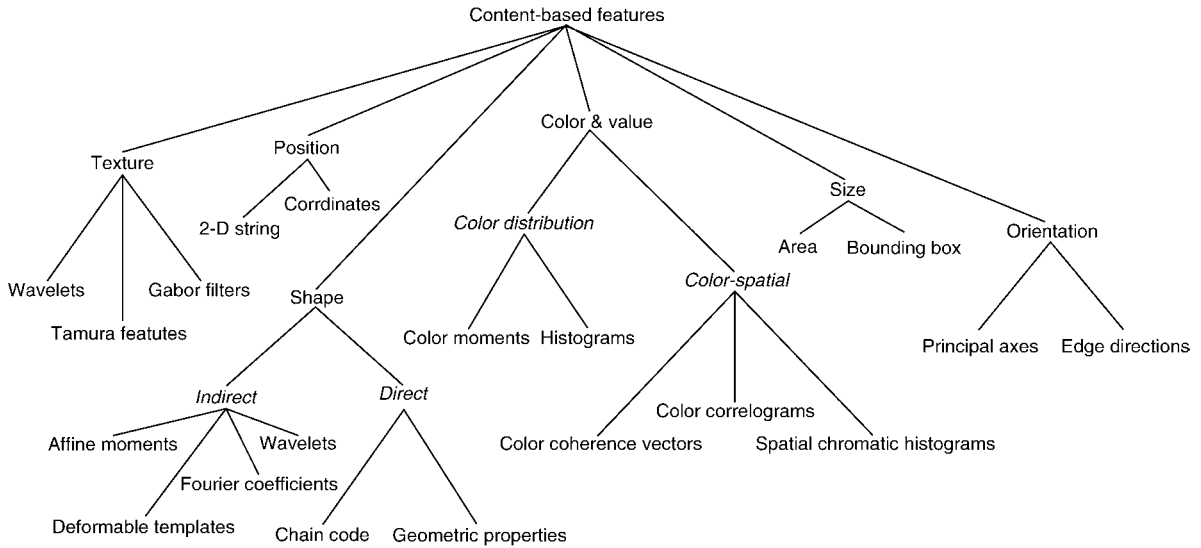 Content-based features
Color & value
Position
Texture
Size
Corrdinates
2-D string
Color distribution
Orientation
Area
Bounding box
Color-spatial
Wavelets
Gabor filters
Shape
Tamura featutes
Color moments
Histograms
Principal axes
Edge directions
Indirect
Direct
Color correlograms
Affine moments
Wavelets
Color coherence vectors
Spatial chromatic histograms
Fourier coefficients
Deformable templates
Chain code
Geometric properties